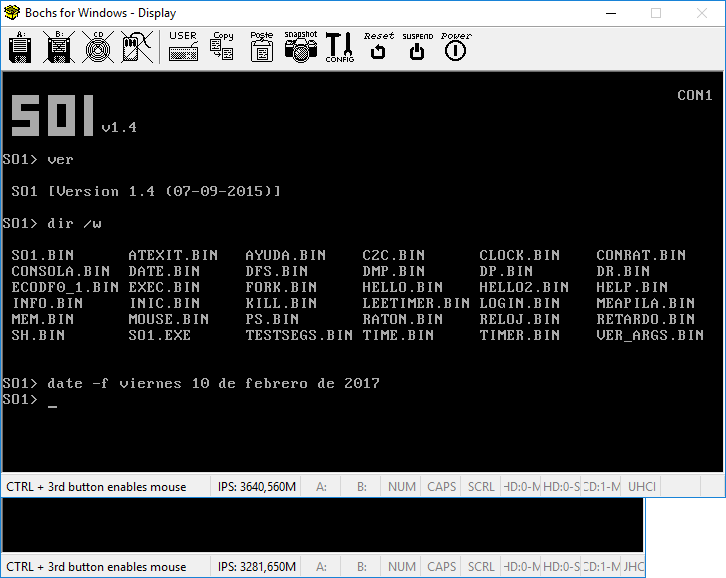 Bochs for Windows - Display
A: B: CD USER Copy Paste Snapshot T CONFIG Reset SUSPEND Power
CON1
SO1 v1.4
SO1> ver
SO1 [Version 1.4 (07-09-2015)]
SO1> dir /w
SO1.BIN ATEXIT.BIN AYUDA.BIN C2C.BIN CLOCK.BIN CONRAT.BIN
CONSOLA.BIN DATE.BIN DFS.BIN DMP.BIN DP.BIN DR.BIN
ECODF0_1.BIN EXEC.BIN FORK.BIN HELLO.BIN HELLO2.BIN HELP.BIN
INFO.BIN INIC.BIN KILL.BIN LEETIMER.BIN LOGIN.BIN MEAPILA.BIN
MEM.BIN MOUSE.BIN PS.BIN RATON.BIN RELOJ.BIN RETARDO.BIN
SH.BIN SO1.EXE TESTSEGS.BIN TIME.BIN TIMER.BIN VER_ARGS.BIN
SO1> date -f viernes 10 de febrero de 2017
SO1> _
CTRL + 3rd button enables mouse IPS: 3640,560M A: B: NUM CAPS SCRL HD:0-M HD:0-S CD:1-M UHCI
CTRL + 3rd button enables mouse IPS: 3281,650M A: B: NUM CAPS SCRL HD:0-M HD:0-S CD:1-M JHC